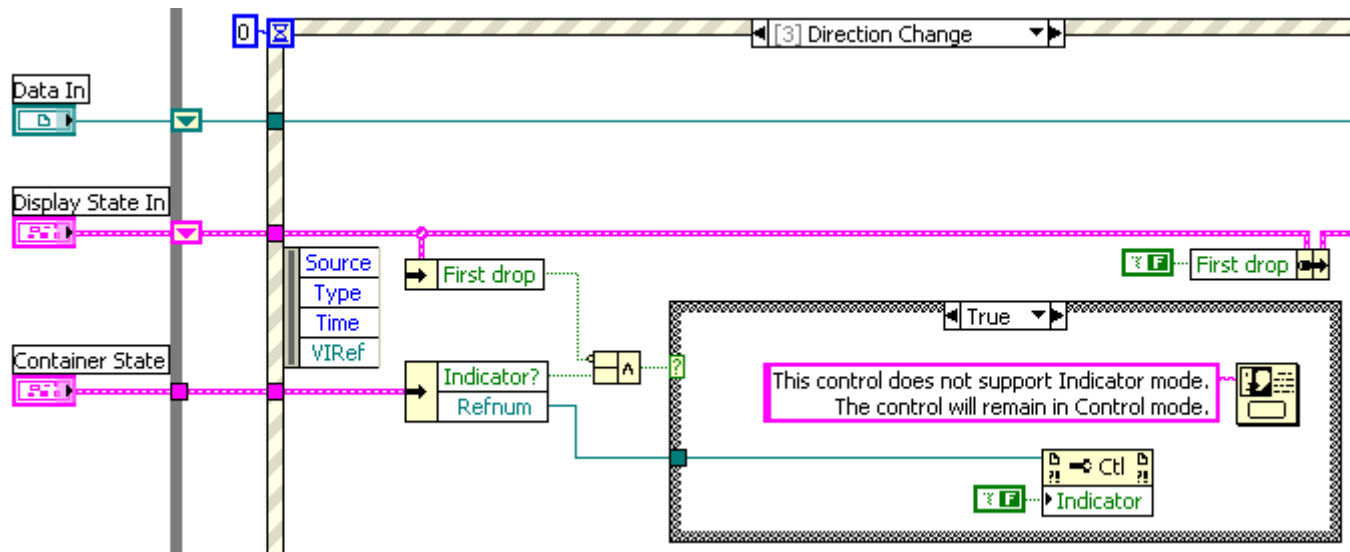 0
[3] Direction Change
Data In
Display State In
Source
Type
Time
VIRef
First drop
F
First drop
True
Container State
Indicator?
Refnum
?
This control does not support Indicator mode.
The control will remain in Control mode.
Ctl
F
Indicator